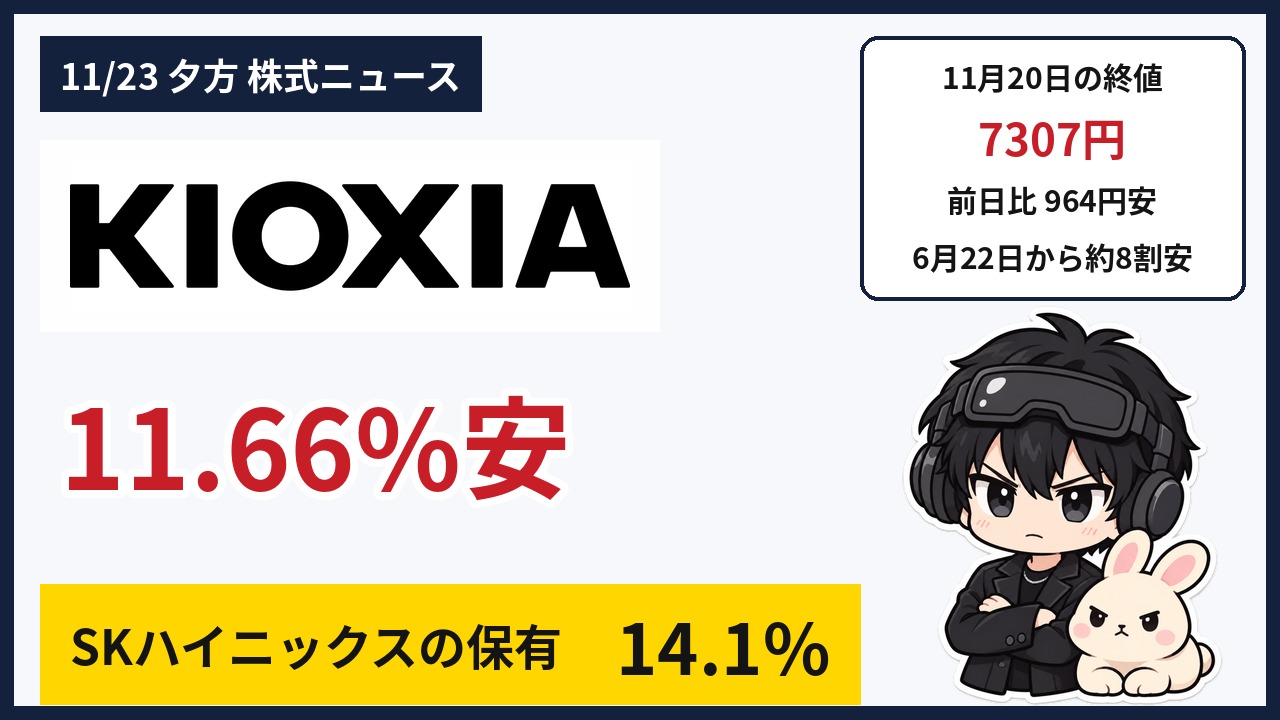 11/23 夕方 株式ニュース
KIOXIA
11.66%安
SKハイニックスの保有 14.1%
11月20日の終値
7307円
前日比 964円安
6月22日から約8割安